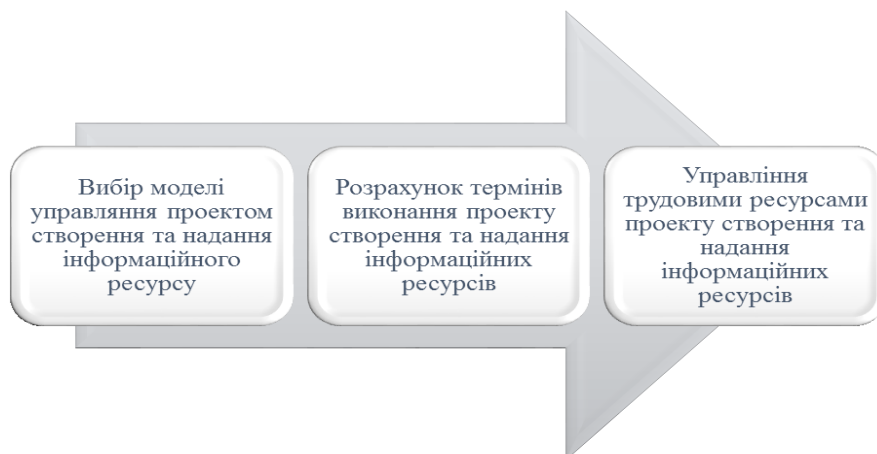 Вибір моделі
управляння проектом
створення та надання
інформаційного
ресурсу
Розрахунок термінів
виконання проекту
створення та надання
інформаційних
ресурсів
Управління
трудовими ресурсами
проекту створення та
надання
інформаційних
ресурсів